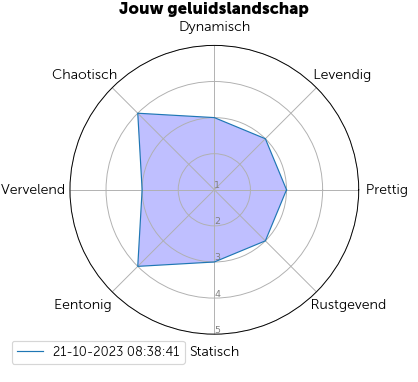 Jouw geluidslandschap
Dynamisch
Chaotisch
Levendig
Vervelend
1
Prettig
2
3
Eentonig
4
Rustgevend
5
21-10-2023 08:38:41
Statisch